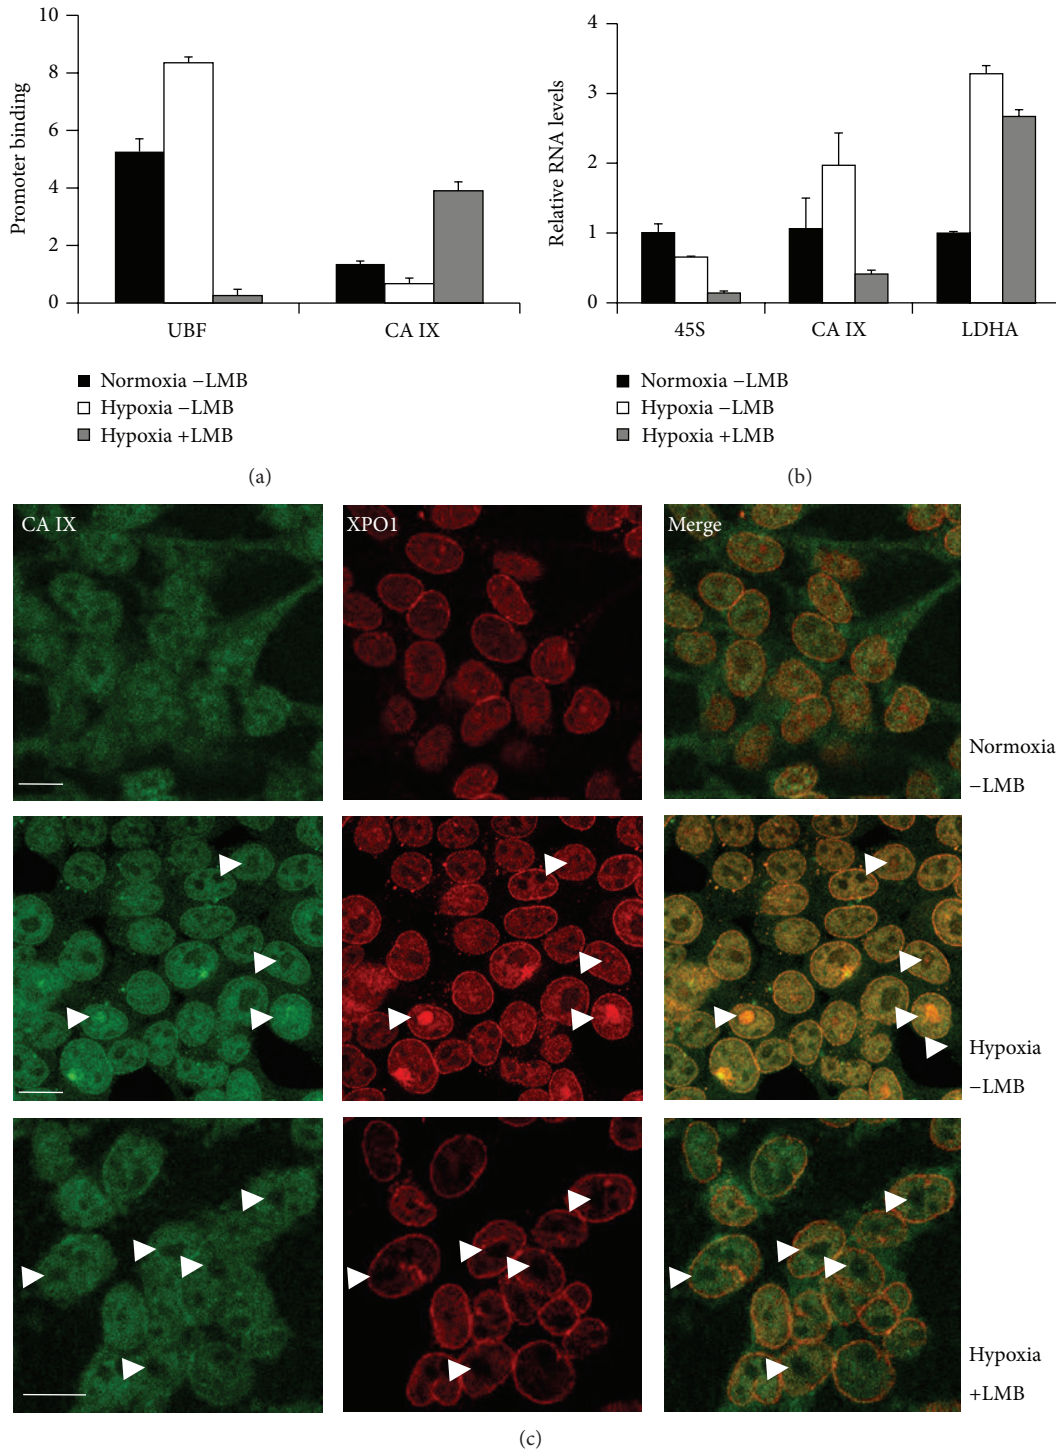 10
8
6
4
2
0
Promoter binding
UBF
CA IX
Normoxia −LMB
Hypoxia −LMB
Hypoxia +LMB
(a)
4
3
2
1
0
Relative RNA levels
45S
CA IX
LDHA
Normoxia −LMB
Hypoxia −LMB
Hypoxia +LMB
(b)
CA IX
XPO1
Merge
Normoxia
−LMB
Hypoxia
−LMB
Hypoxia
+LMB
(c)